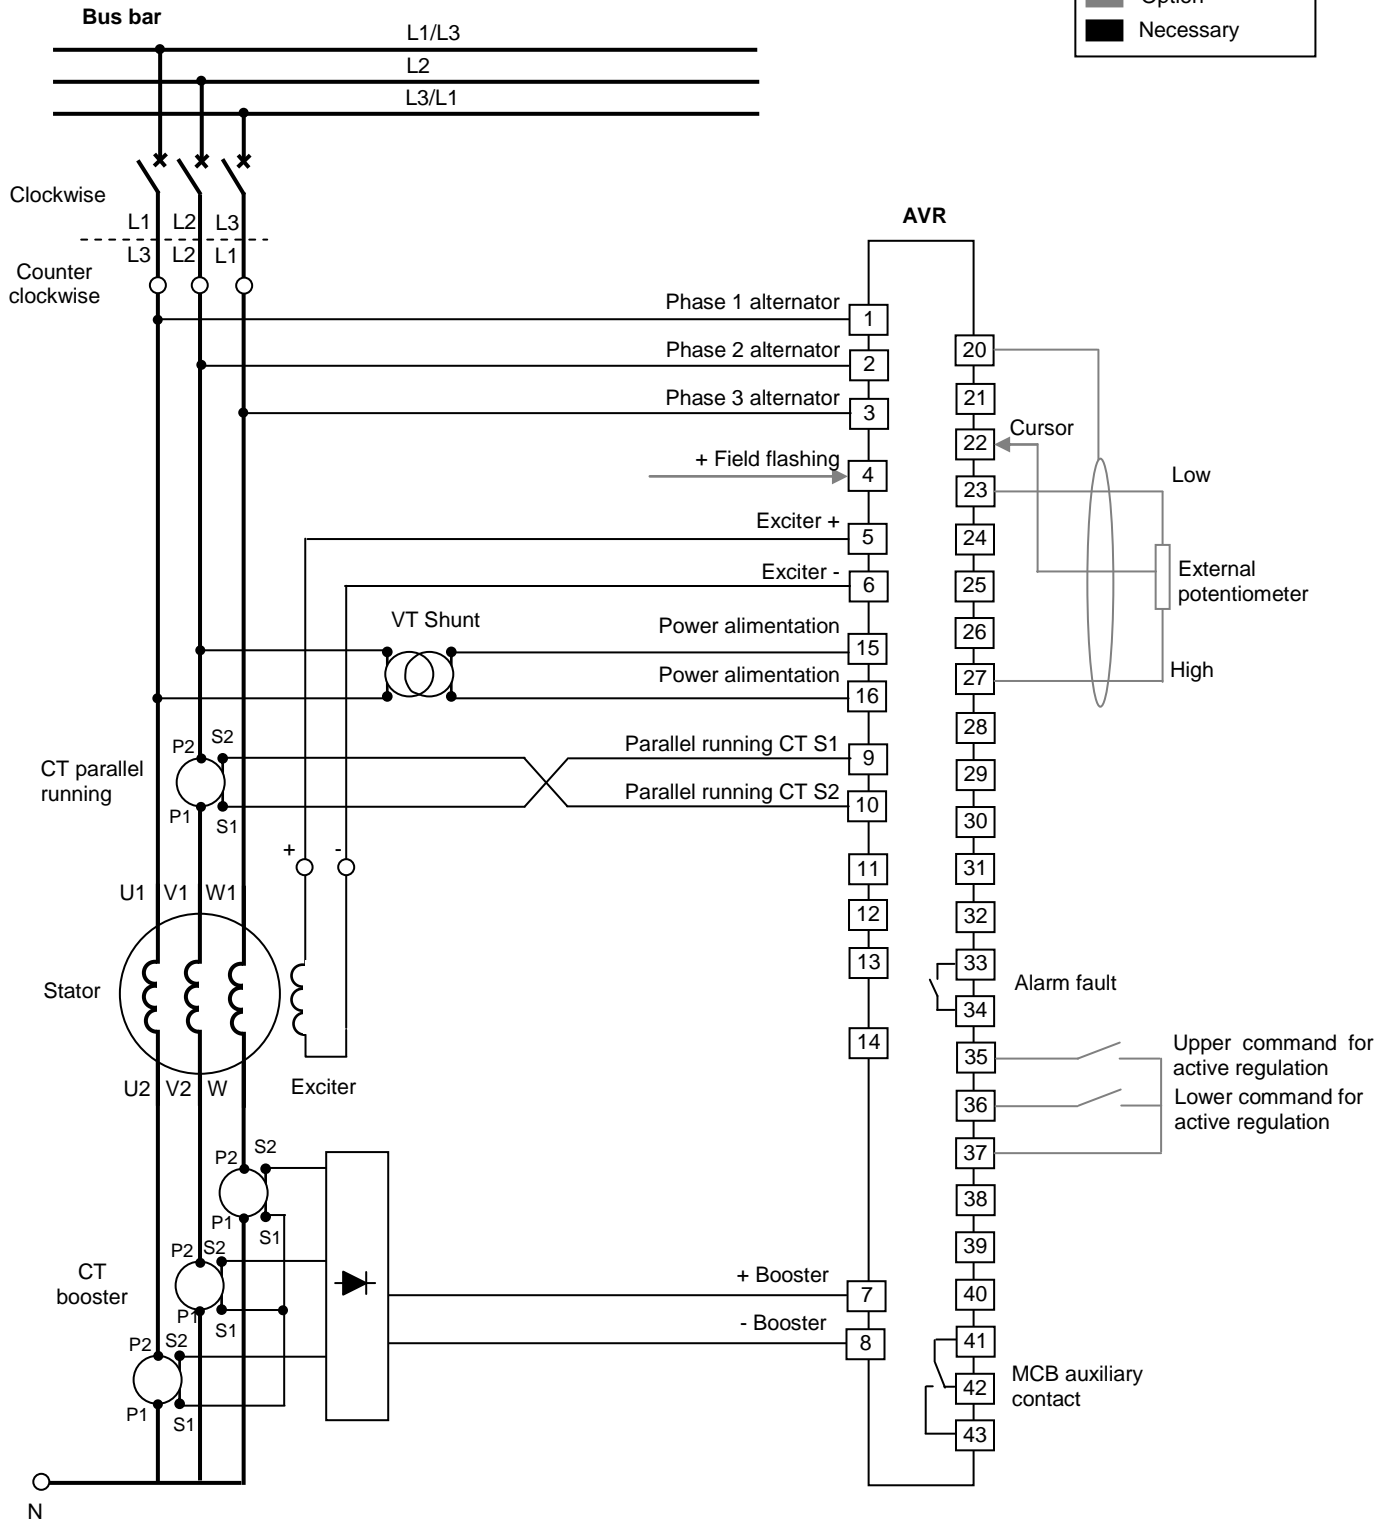 Bus bar
Option
Necessary
L1/L3
L2
L3/L1
Clockwise
L1 L2 L3
L3 L2 L1
Counter
clockwise
AVR
Phase 1 alternator
1
Phase 2 alternator
2
Phase 3 alternator
3
+ Field flashing
4
Exciter +
5
Exciter -
6
VT Shunt
Power alimentation
15
Power alimentation
16
Parallel running CT S1
9
Parallel running CT S2
10
11
12
13
14
+ Booster
7
- Booster
8
20
21
22
Cursor
23
Low
24
25
External
potentiometer
26
27
High
28
29
30
31
32
33
Alarm fault
34
35
Upper command for
active regulation
36
Lower command for
active regulation
37
38
39
40
41
42
MCB auxiliary
contact
43
CT parallel
running
P2 S2
P1 S1
+ -
U1 V1 W1
Stator
U2 V2 W
Exciter
P2 S2
P1 S1
CT
booster
P2 S2
P1 S1
P2 S2
P1 S1
N